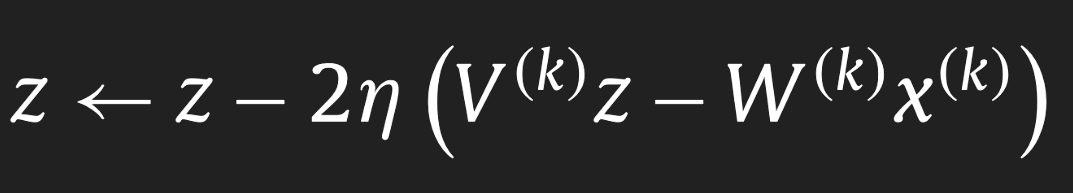 z ← z − 2η (V^(k) z − W^(k) x^(k))